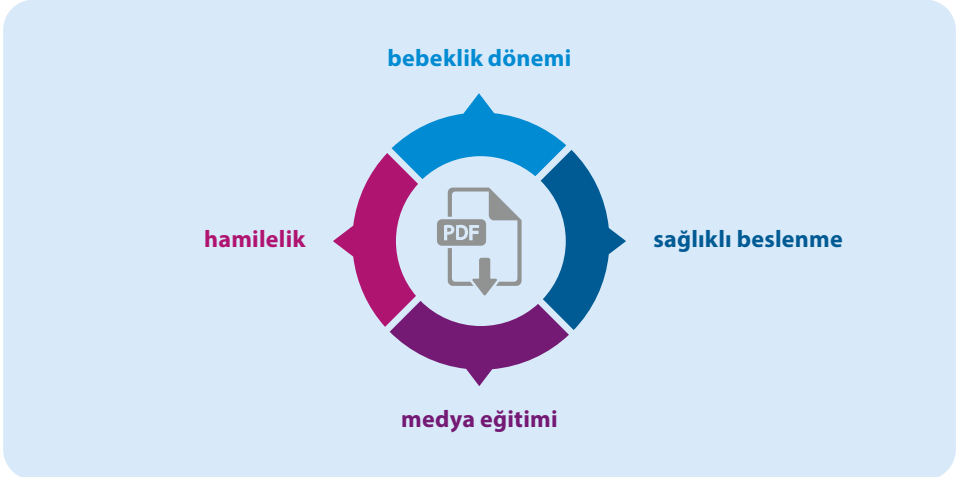 bebeklik dönemi
hamilelik
PDF
sağlıklı beslenme
medya eğitimi